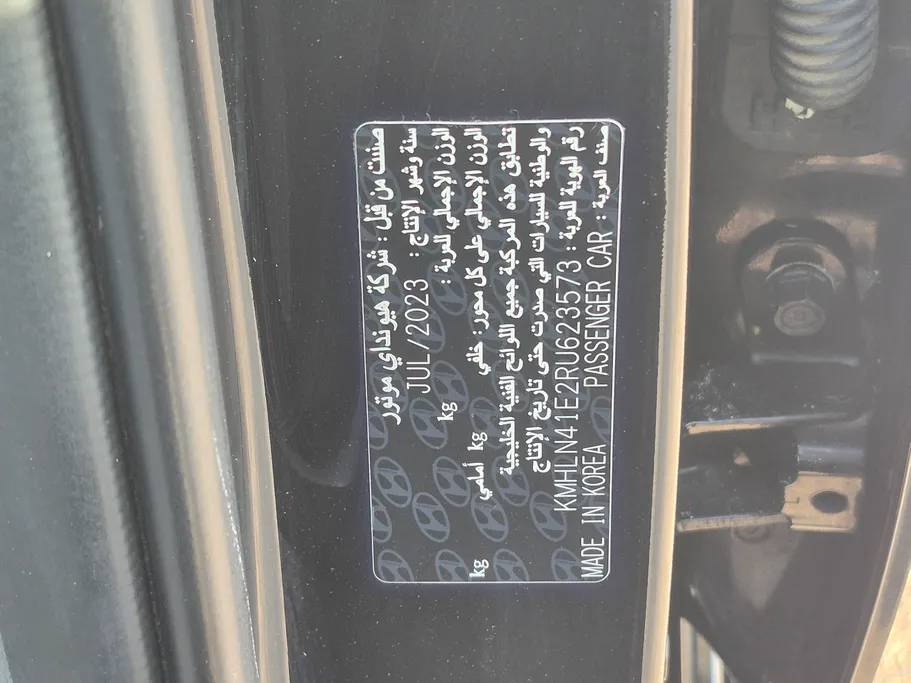 صنعت من قبل : شركة هيونداي موتور
سنة وشهر الإنتاج : JUL/2023
الوزن الإجمالي للعربة : kg
الوزن الإجمالي على كل محور: خلفي kg أمامي kg
تطابق هذه المركبة جميع اللوائح الفنية الخليجية
والوطنية للسيارات التي صدرت حتى تاريخ الإنتاج
رقم الهوية للعربة : KMHLN41E2RU623573
صنف العربة : PASSENGER CAR MADE IN KOREA